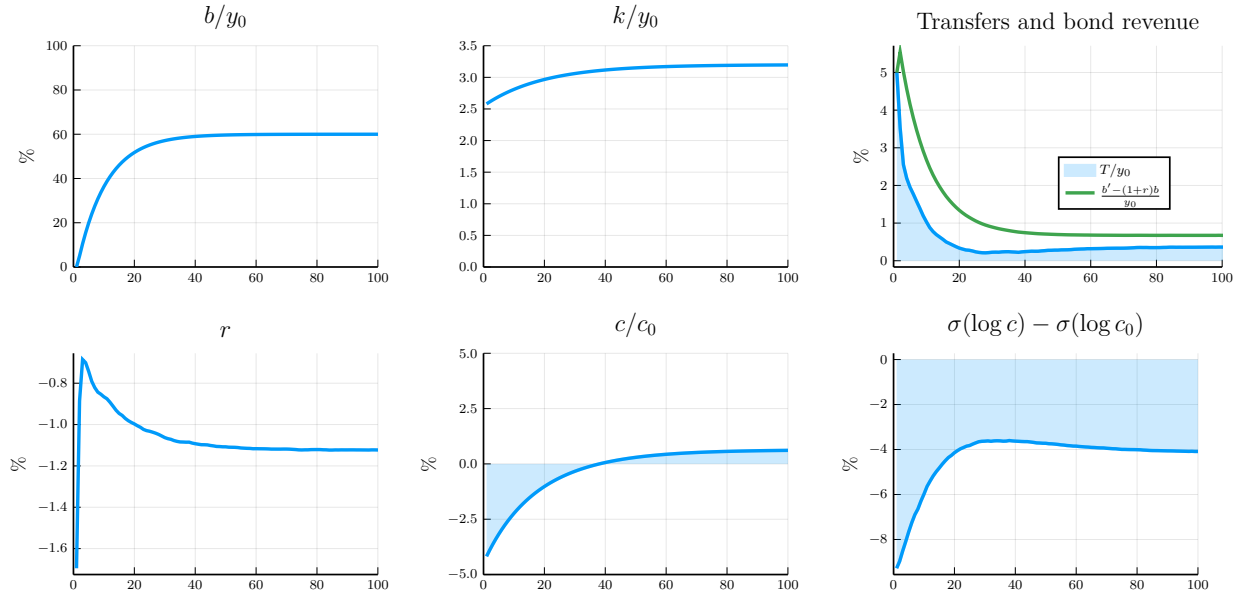 b/y₀
%
100
80
60
40
20
0
0 20 40 60 80 100
k/y₀
3.5
3.0
2.5
2.0
1.5
1.0
0.5
0.0
0 20 40 60 80 100
Transfers and bond revenue
%
5
4
3
2
1
0
T/y₀
b′−(1+r)b
y₀
0 20 40 60 80 100
r
%
−0.8
−1.0
−1.2
−1.4
−1.6
0 20 40 60 80 100
c/c₀
%
5.0
2.5
0.0
−2.5
−5.0
0 20 40 60 80 100
σ(log c) − σ(log c₀)
%
0
−2
−4
−6
−8
0 20 40 60 80 100